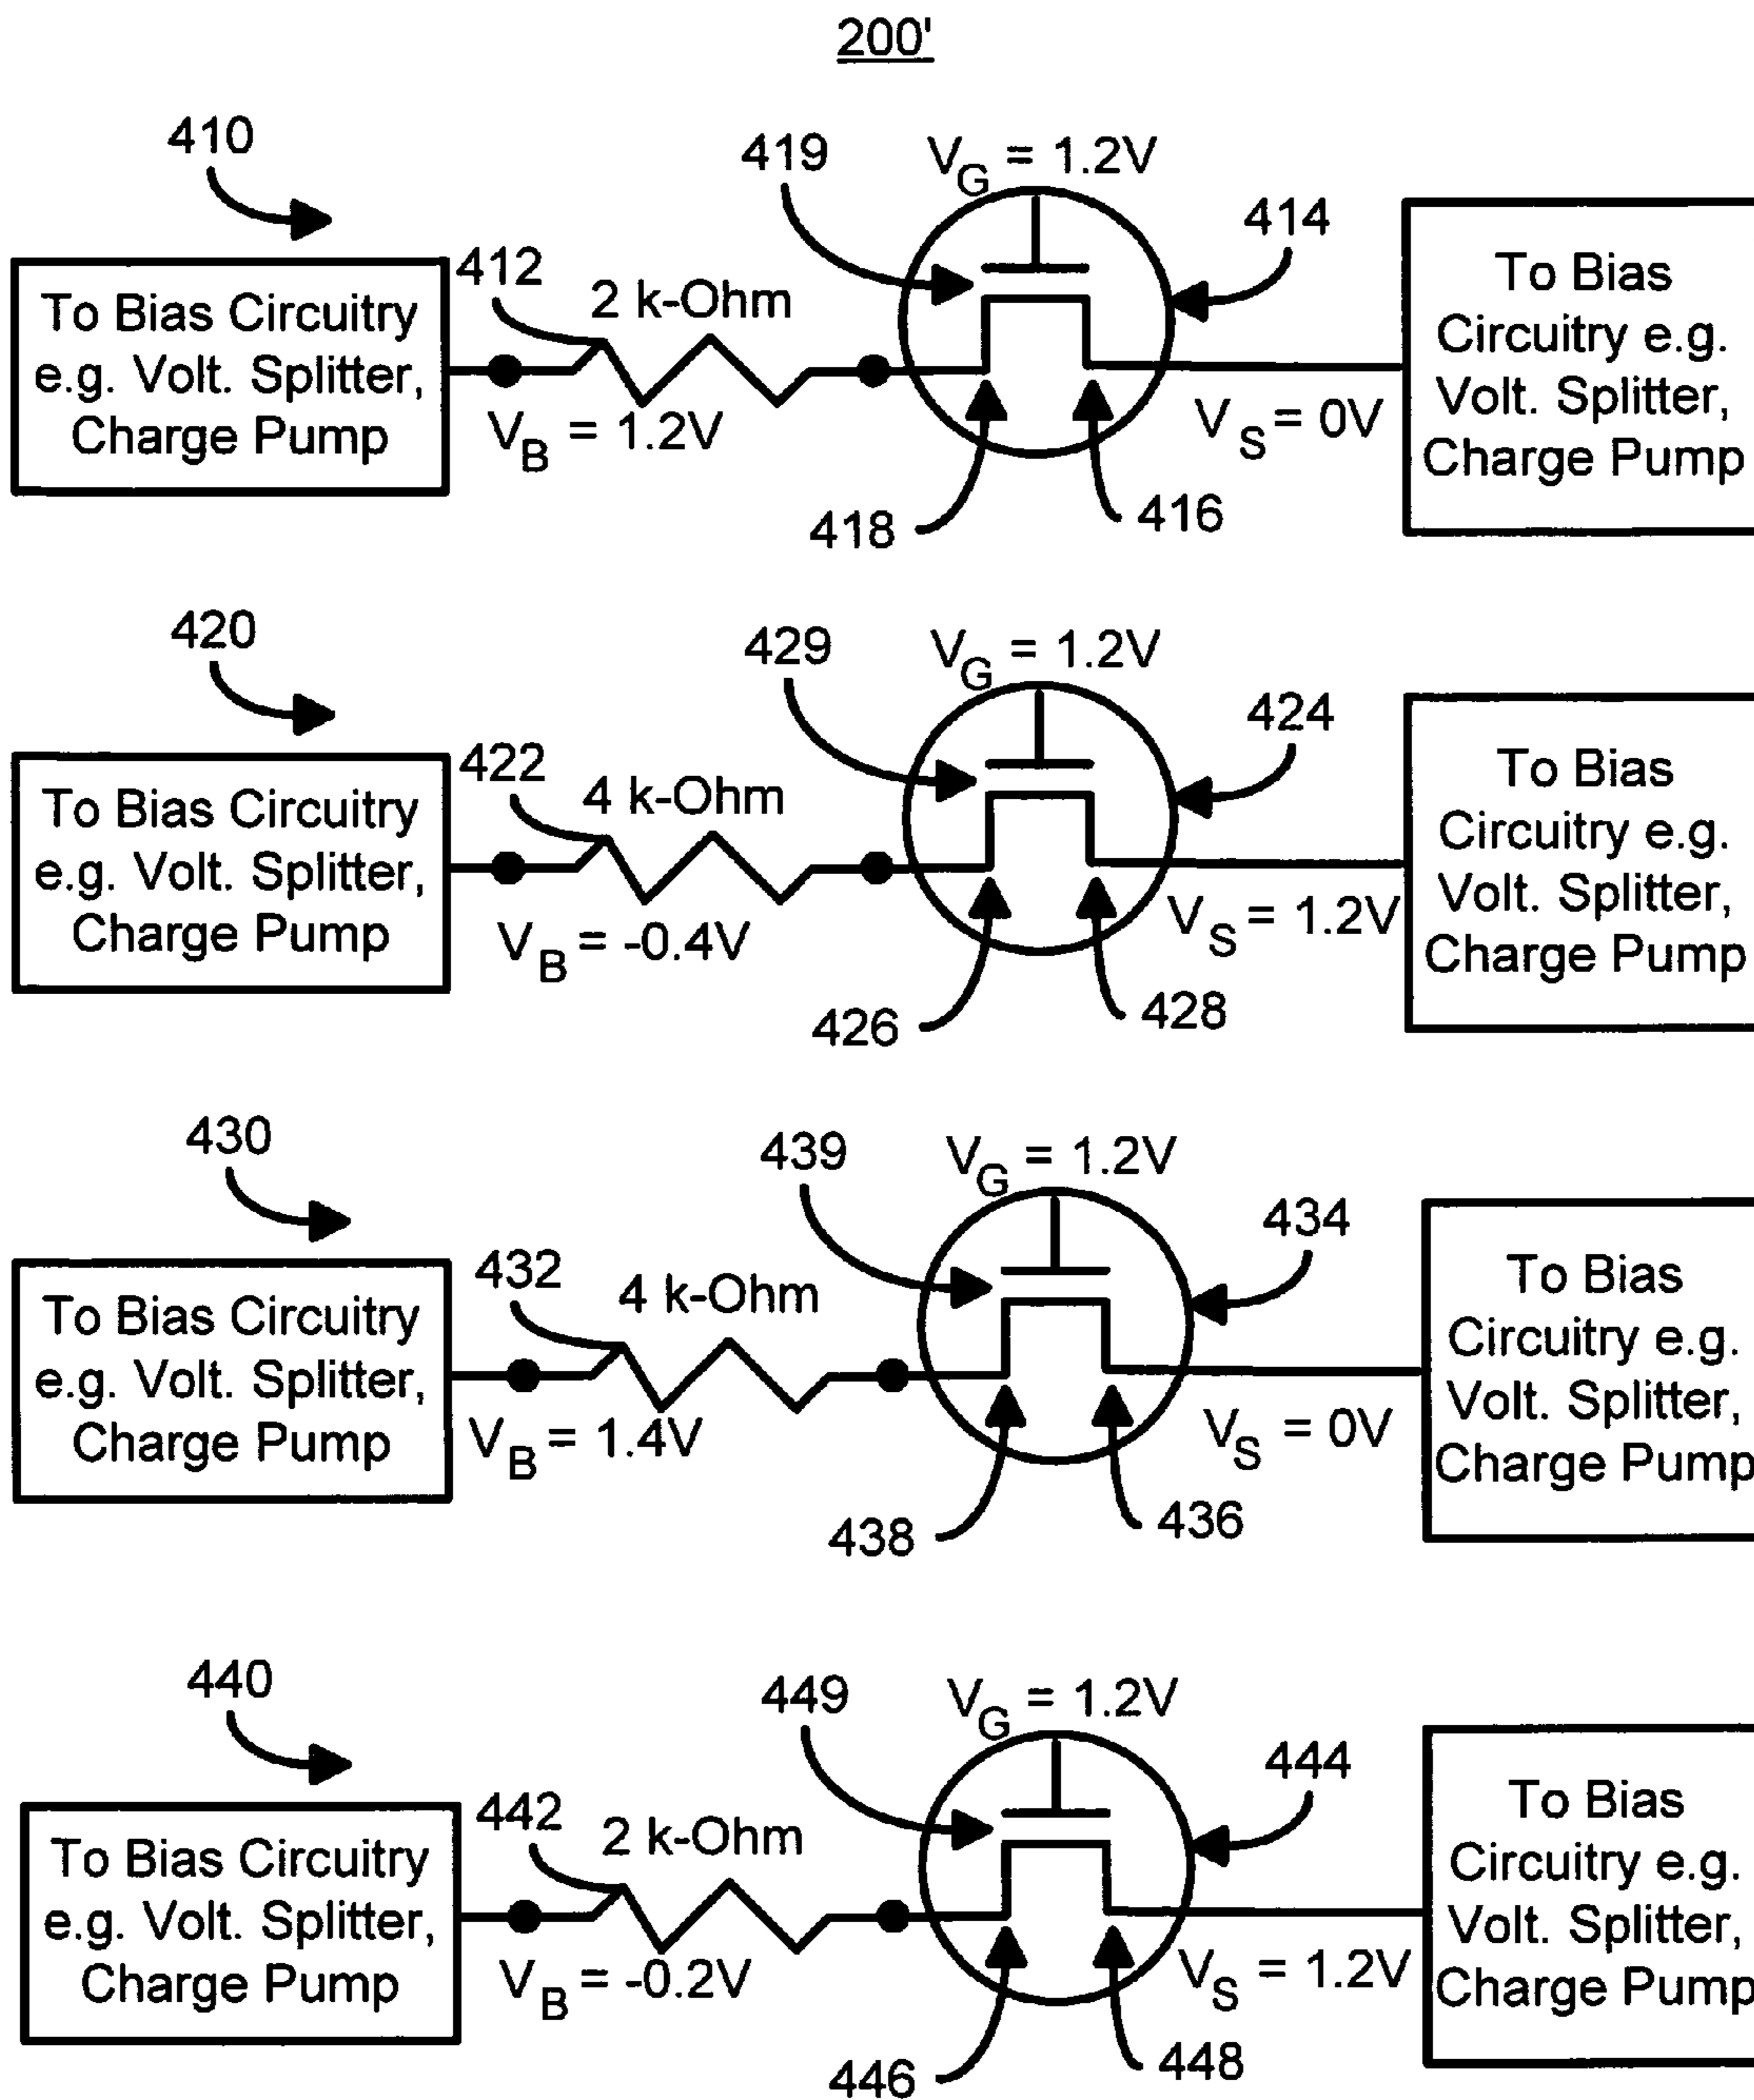 200'
410
419
V_G = 1.2V
414
412
2 k-Ohm
To Bias Circuitry
e.g. Volt. Splitter,
Charge Pump
V_B = 1.2V
V_S = 0V
To Bias
Circuitry e.g.
Volt. Splitter,
Charge Pump
418
416
420
429
V_G = 1.2V
424
422
4 k-Ohm
To Bias Circuitry
e.g. Volt. Splitter,
Charge Pump
V_B = -0.4V
V_S = 1.2V
To Bias
Circuitry e.g.
Volt. Splitter,
Charge Pump
426
428
430
439
V_G = 1.2V
434
432
4 k-Ohm
To Bias Circuitry
e.g. Volt. Splitter,
Charge Pump
V_B = 1.4V
V_S = 0V
To Bias
Circuitry e.g.
Volt. Splitter,
Charge Pump
438
436
440
449
V_G = 1.2V
444
442
2 k-Ohm
To Bias Circuitry
e.g. Volt. Splitter,
Charge Pump
V_B = -0.2V
V_S = 1.2V
To Bias
Circuitry e.g.
Volt. Splitter,
Charge Pump
446
448